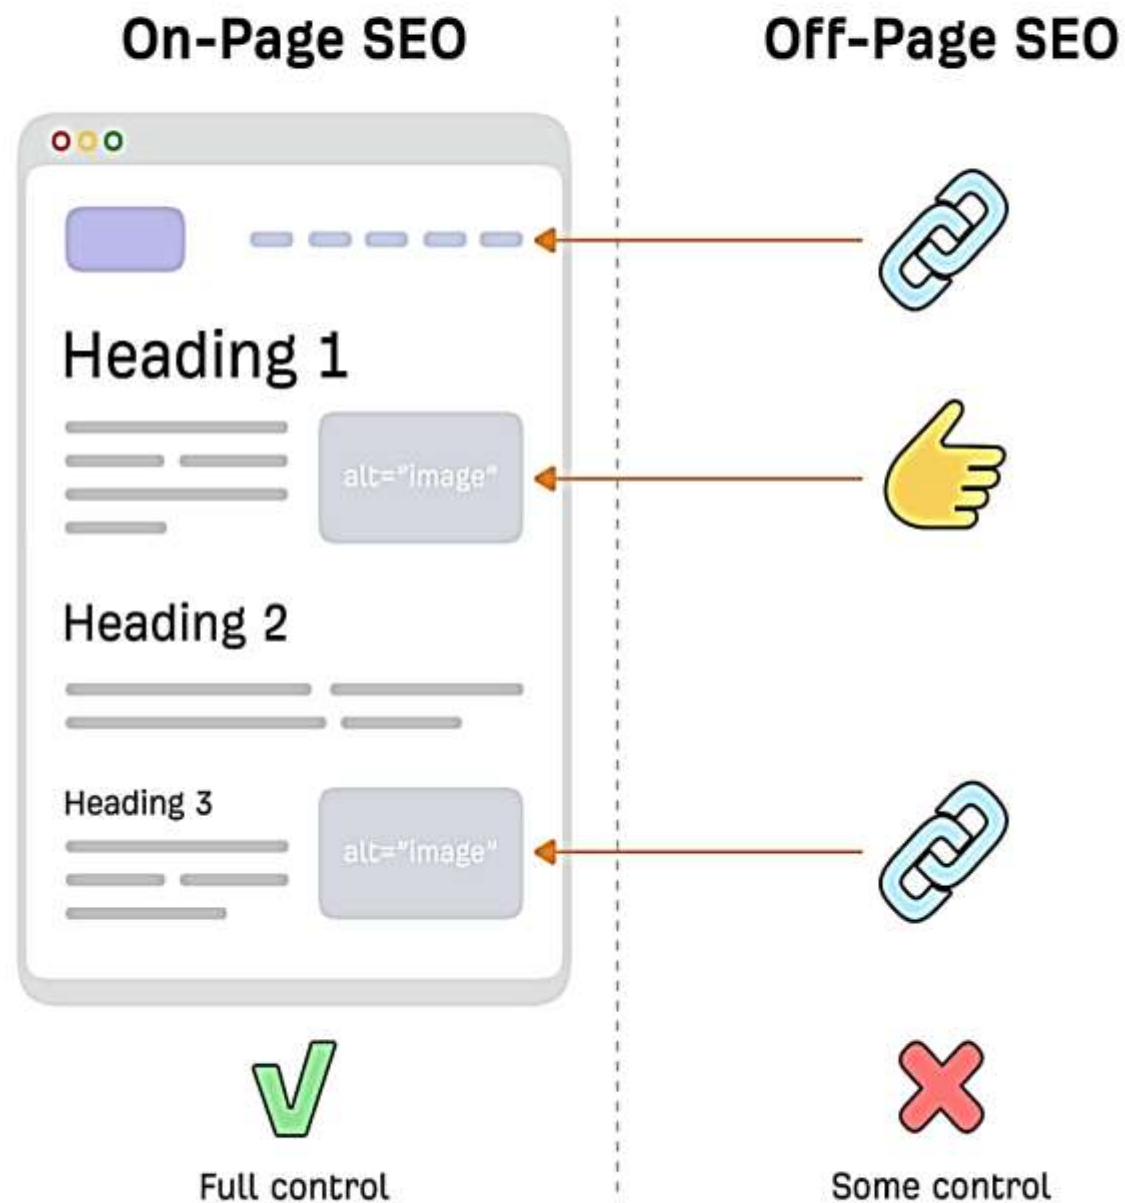 On-Page SEO
Off-Page SEO
Heading 1
alt="image"
Heading 2
Heading 3
alt="image"
Full control
Some control